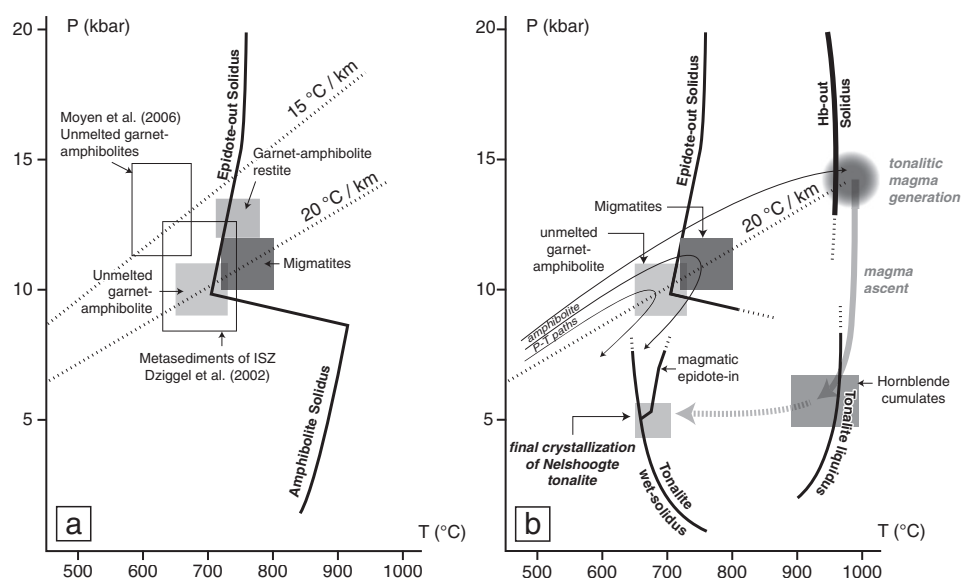 P (kbar)
20
15
10
5
Moyen et al. (2006)
Unmelted garnet-
amphibolites
Epidote-out Solidus
15 °C / km
Garnet-amphibolite
restite
20 °C / km
Migmatites
Unmelted
garnet-
amphibolite
Metasediments of ISZ
Dziggel et al. (2002)
Amphibolite Solidus
a
T (°C)
500
600
700
800
900
1000
P (kbar)
20
15
10
5
Epidote-out Solidus
Hb-out
Solidus
tonalitic
magma
generation
20 °C / km
Migmatites
unmelted
garnet-
amphibolite
amphibolite
P-T paths
magma
ascent
magmatic
epidote-in
Hornblende
cumulates
final crystallization
of Nelshoogte
tonalite
Tonalite
wet-solidus
Tonalite liquidus
b
T (°C)
500
600
700
800
900
1000